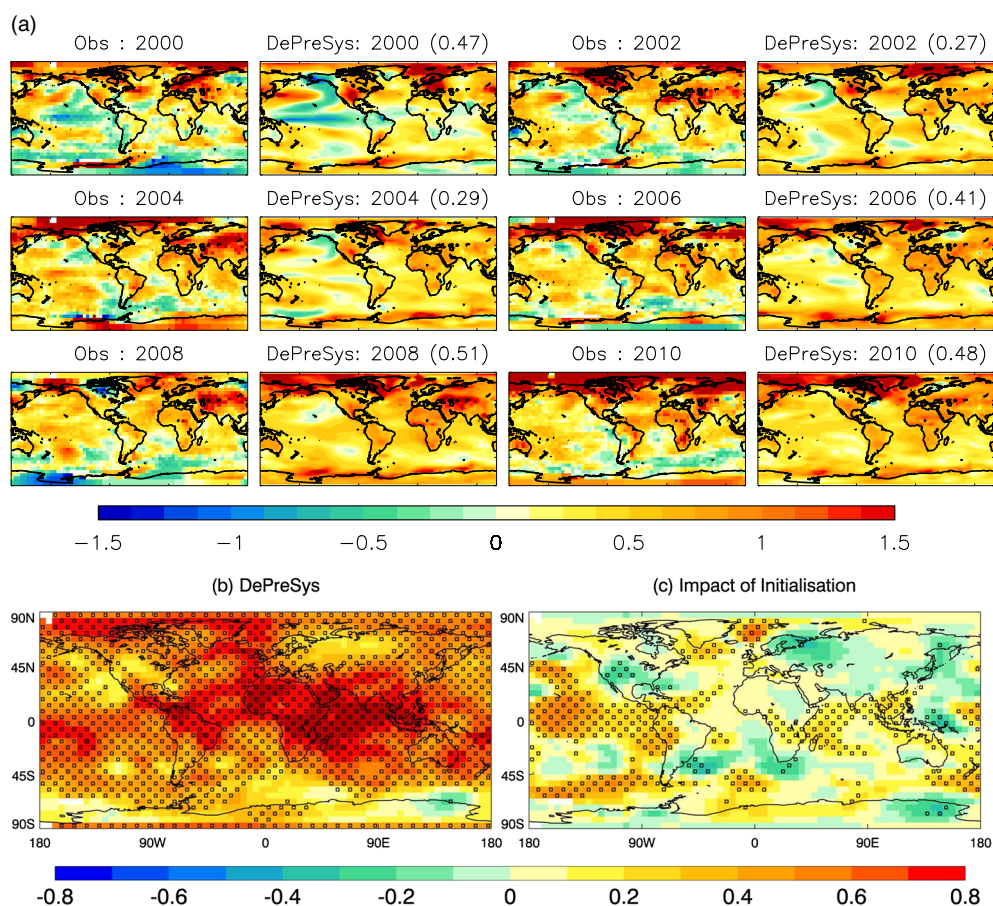 (a)
Obs : 2000 DePreSys: 2000 (0.47) Obs : 2002 DePreSys: 2002 (0.27)
Obs : 2004 DePreSys: 2004 (0.29) Obs : 2006 DePreSys: 2006 (0.41)
Obs : 2008 DePreSys: 2008 (0.51) Obs : 2010 DePreSys: 2010 (0.48)
-1.5 -1 -0.5 0 0.5 1 1.5
(b) DePreSys (c) Impact of Initialisation
90N 90N
45N 45N
0 0
45S 45S
90S 90S
180 90W 0 90E 180 90W 0 90E 180
-0.8 -0.6 -0.4 -0.2 0 0.2 0.4 0.6 0.8